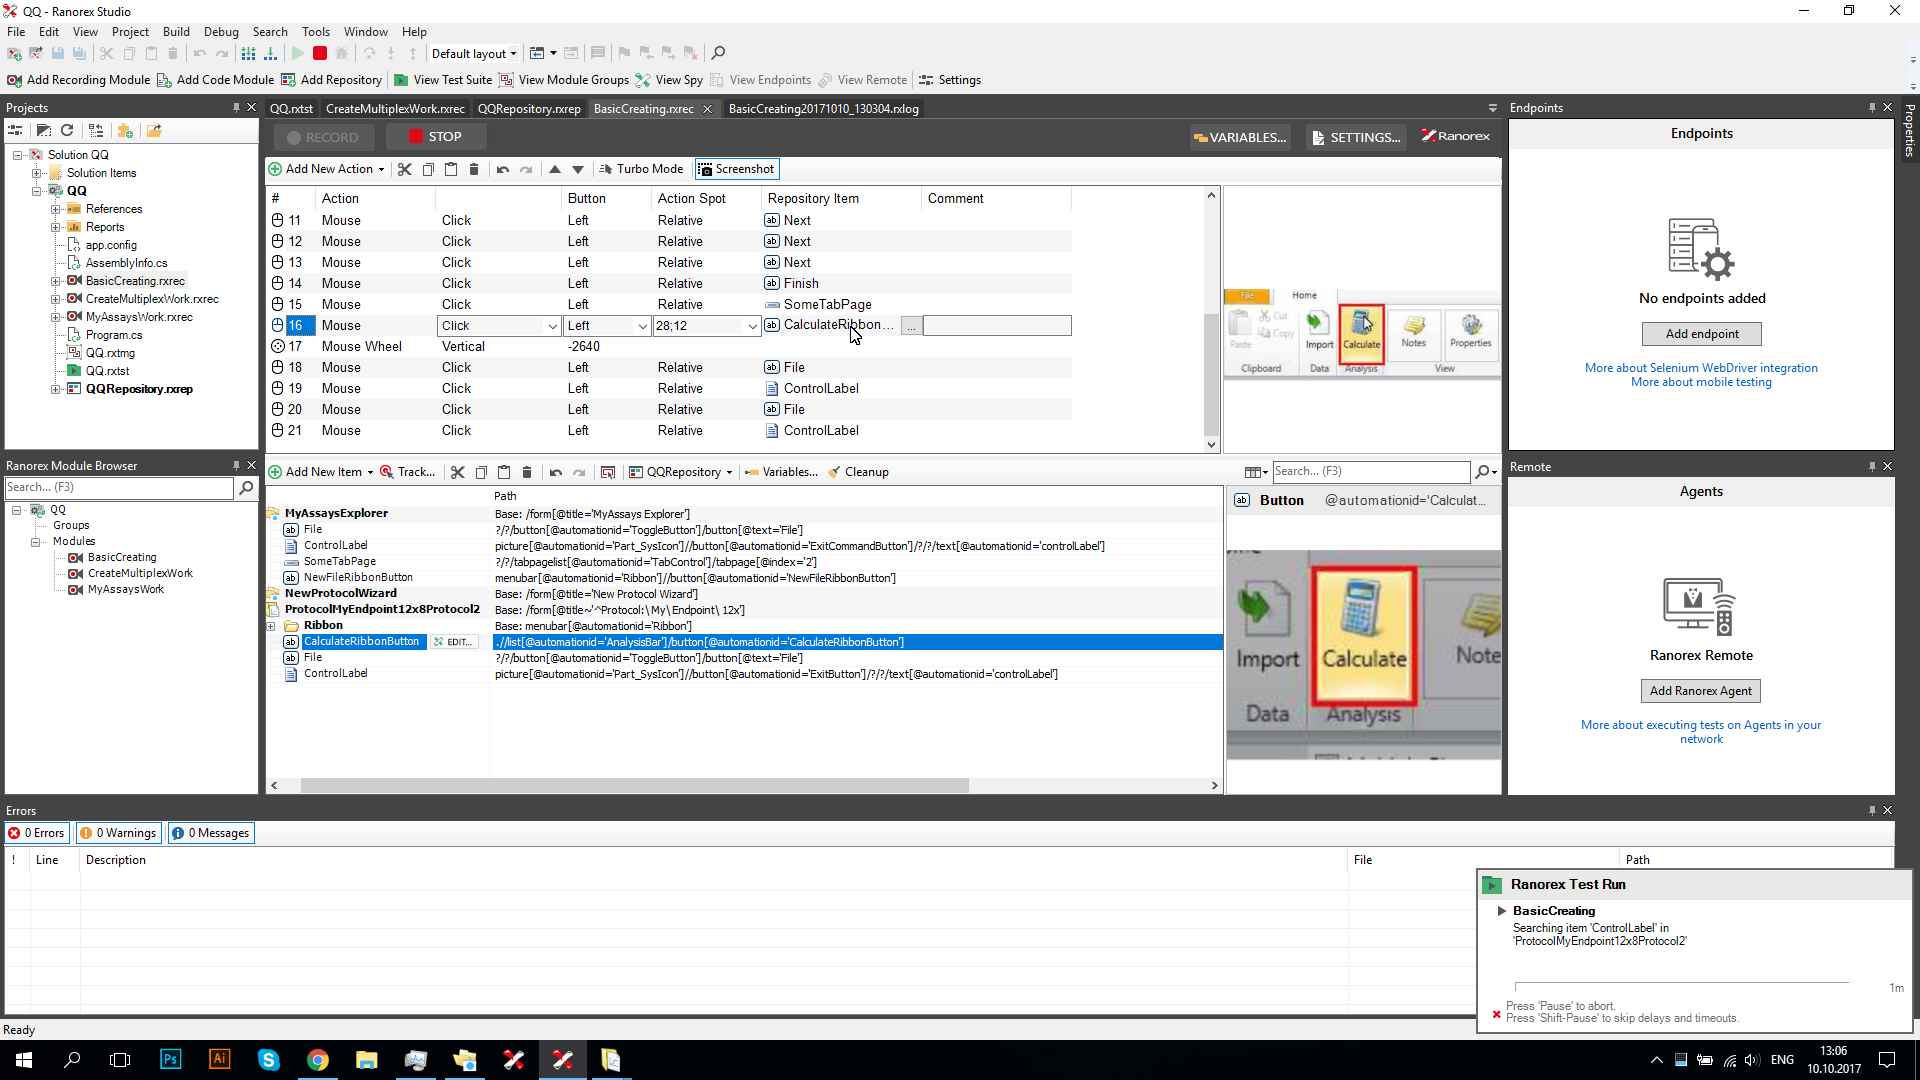 QQ - Ranorex Studio
File Edit View Project Build Debug Search Tools Window Help
Default layout
Add Recording Module Add Code Module Add Repository View Test Suite View Module Groups View Spy View Endpoints View Remote Settings
Projects
QQ.rxtst CreateMultiplexWork.rxrec QQRepository.rxrep BasicCreating.rxrec BasicCreating20171010_130304.rxlog
Endpoints
Properties
RECORD STOP VARIABLES... SETTINGS... Ranorex
Add New Action Turbo Mode Screenshot
Solution QQ
Solution Items
QQ
References
Reports
app.config
AssemblyInfo.cs
BasicCreating.rxrec
CreateMultiplexWork.rxrec
MyAssaysWork.rxrec
Program.cs
QQ.rxtmg
QQ.rxtst
QQRepository.rxrep
# Action Button Action Spot Repository Item Comment
11 Mouse Click Left Relative Next
12 Mouse Click Left Relative Next
13 Mouse Click Left Relative Next
14 Mouse Click Left Relative Finish
15 Mouse Click Left Relative SomeTabPage
16 Mouse Click Left 28;12 CalculateRibbon... ...
17 Mouse Wheel Vertical -2640
18 Mouse Click Left Relative File
19 Mouse Click Left Relative ControlLabel
20 Mouse Click Left Relative File
21 Mouse Click Left Relative ControlLabel
File Home
Paste Cut Copy Import Calculate Notes Properties
Clipboard Data Analysis View
Endpoints
No endpoints added
Add endpoint
More about Selenium WebDriver integration
More about mobile testing
Ranorex Module Browser
Search... (F3)
QQ
Groups
Modules
BasicCreating
CreateMultiplexWork
MyAssaysWork
Add New Item Track... QQRepository Variables... Cleanup Search... (F3)
Path
MyAssaysExplorer Base: /form[@title='MyAssays Explorer']
File ?/?/button[@automationid='ToggleButton']/button[@text='File']
ControlLabel picture[@automationid='Part_SysIcon']//button[@automationid='ExitCommandButton']/?/?/text[@automationid='controlLabel']
SomeTabPage ?/?/tabpagelist[@automationid='TabControl']/tabpage[@index='2']
NewFileRibbonButton menubar[@automationid='Ribbon']//button[@automationid='NewFileRibbonButton']
NewProtocolWizard Base: /form[@title='New Protocol Wizard']
ProtocolMyEndpoint12x8Protocol2 Base: /form[@title~'^Protocol:\ My\ Endpoint\ 12x']
Ribbon Base: menubar[@automationid='Ribbon']
CalculateRibbonButton EDIT... .//list[@automationid='AnalysisBar']/button[@automationid='CalculateRibbonButton']
File ?/?/button[@automationid='ToggleButton']/button[@text='File']
ControlLabel picture[@automationid='Part_SysIcon']//button[@automationid='ExitButton']/?/?/text[@automationid='controlLabel']
Button @automationid='Calculat...
Import Calculate Note
Data Analysis
Remote
Agents
Ranorex Remote
Add Ranorex Agent
More about executing tests on Agents in your
network
Errors
0 Errors 0 Warnings 0 Messages
! Line Description File Path
Ranorex Test Run
BasicCreating
Searching item 'ControlLabel' in
'ProtocolMyEndpoint12x8Protocol2'
1m
Press 'Pause' to abort.
Press 'Shift-Pause' to skip delays and timeouts.
Ready
Ps Ai ENG 13:06
10.10.2017